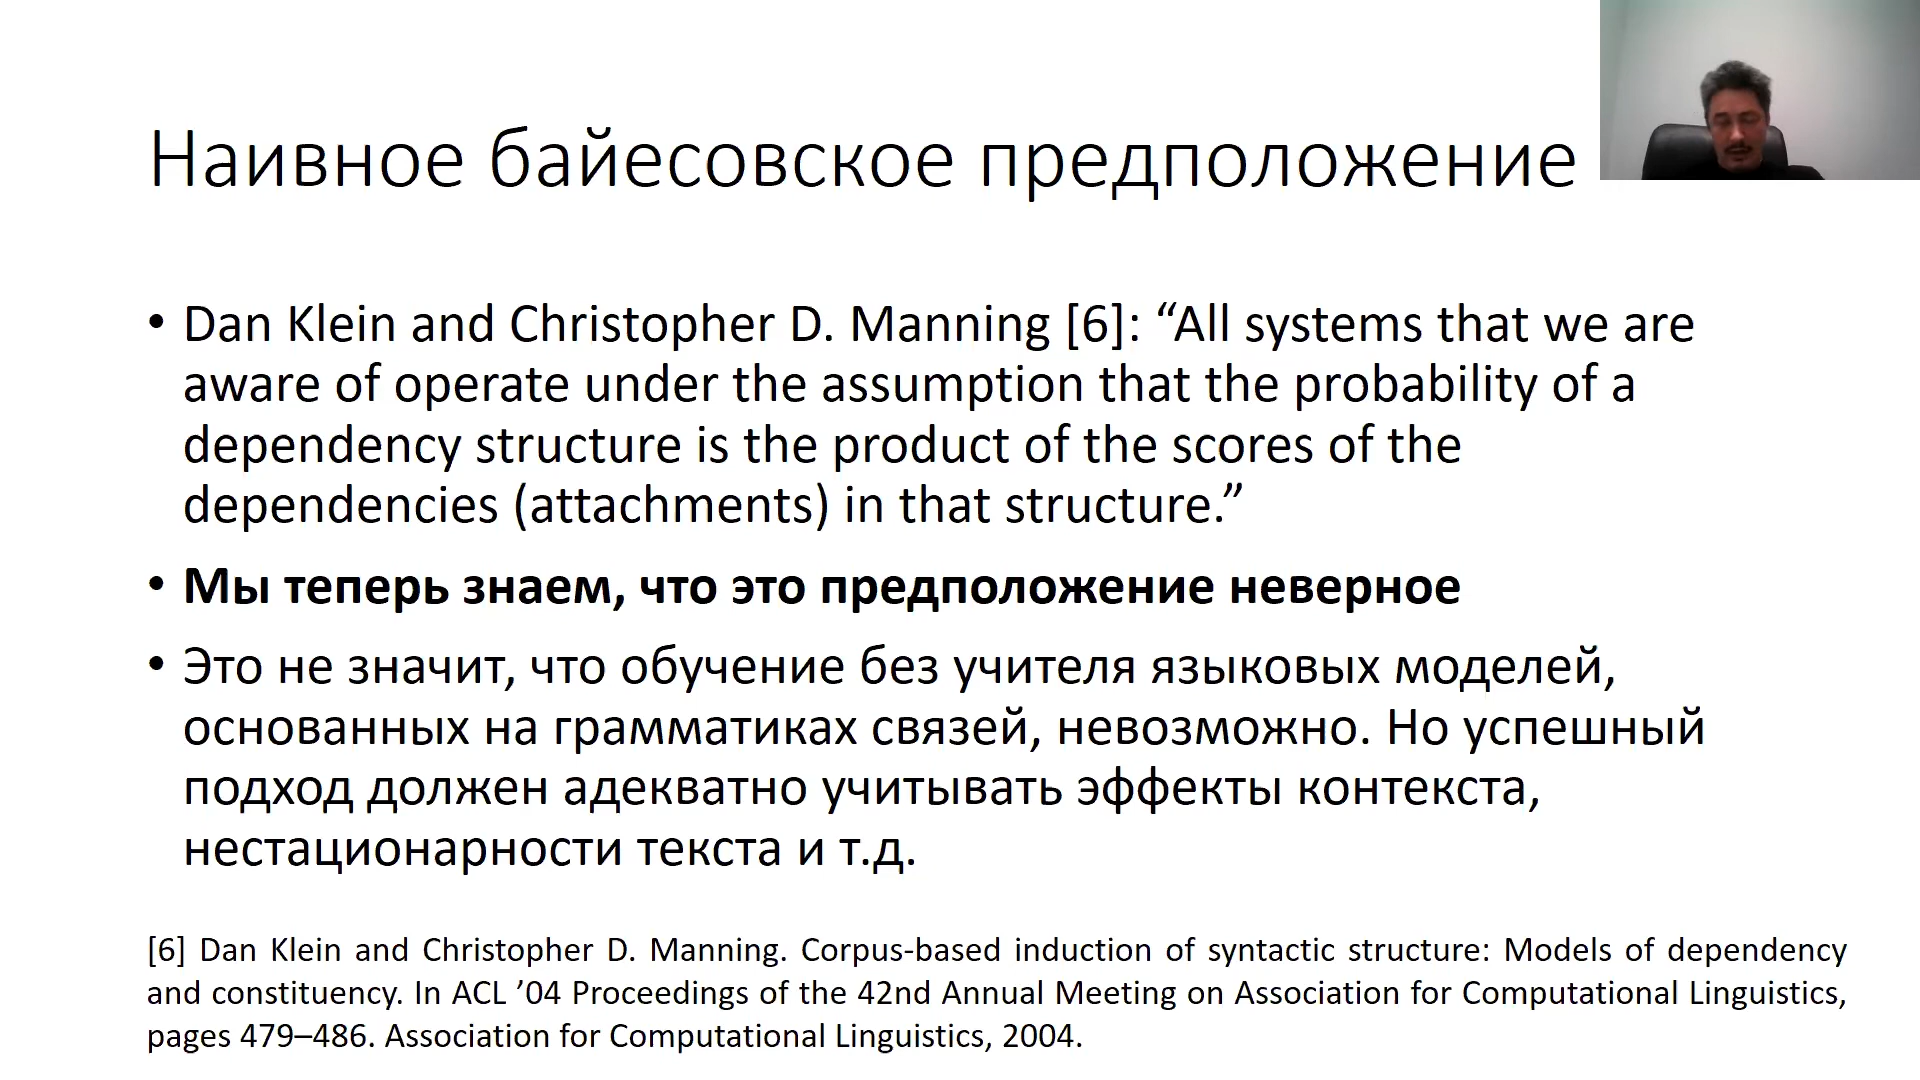 Наивное байесовское предположение
• Dan Klein and Christopher D. Manning [6]: “All systems that we are
aware of operate under the assumption that the probability of a
dependency structure is the product of the scores of the
dependencies (attachments) in that structure.”
• Мы теперь знаем, что это предположение неверное
• Это не значит, что обучение без учителя языковых моделей,
основанных на грамматиках связей, невозможно. Но успешный
подход должен адекватно учитывать эффекты контекста,
нестационарности текста и т.д.
[6] Dan Klein and Christopher D. Manning. Corpus-based induction of syntactic structure: Models of dependency
and constituency. In ACL ’04 Proceedings of the 42nd Annual Meeting on Association for Computational Linguistics,
pages 479–486. Association for Computational Linguistics, 2004.